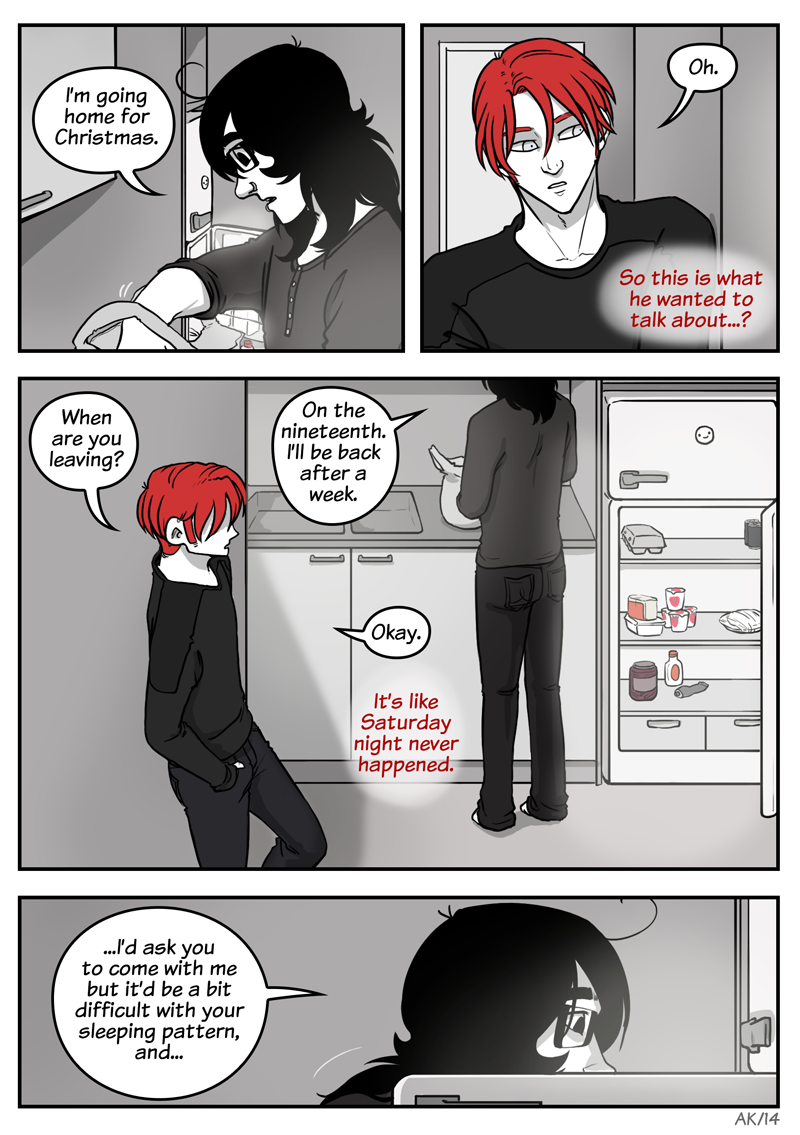 I'm going
home for
Christmas.
Oh.
So this is what
he wanted to
talk about...?
When
are you
leaving?
On the
nineteenth.
I'll be back
after a
week.
Okay.
It's like
Saturday
night never
happened.
...I'd ask you
to come with me
but it'd be a bit
difficult with your
sleeping pattern,
and...
AK/14